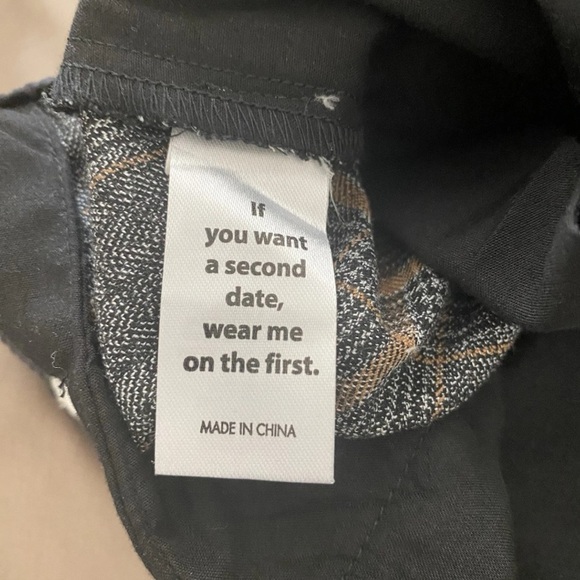 If
you want
a second
date,
wear me
on the first.
MADE IN CHINA